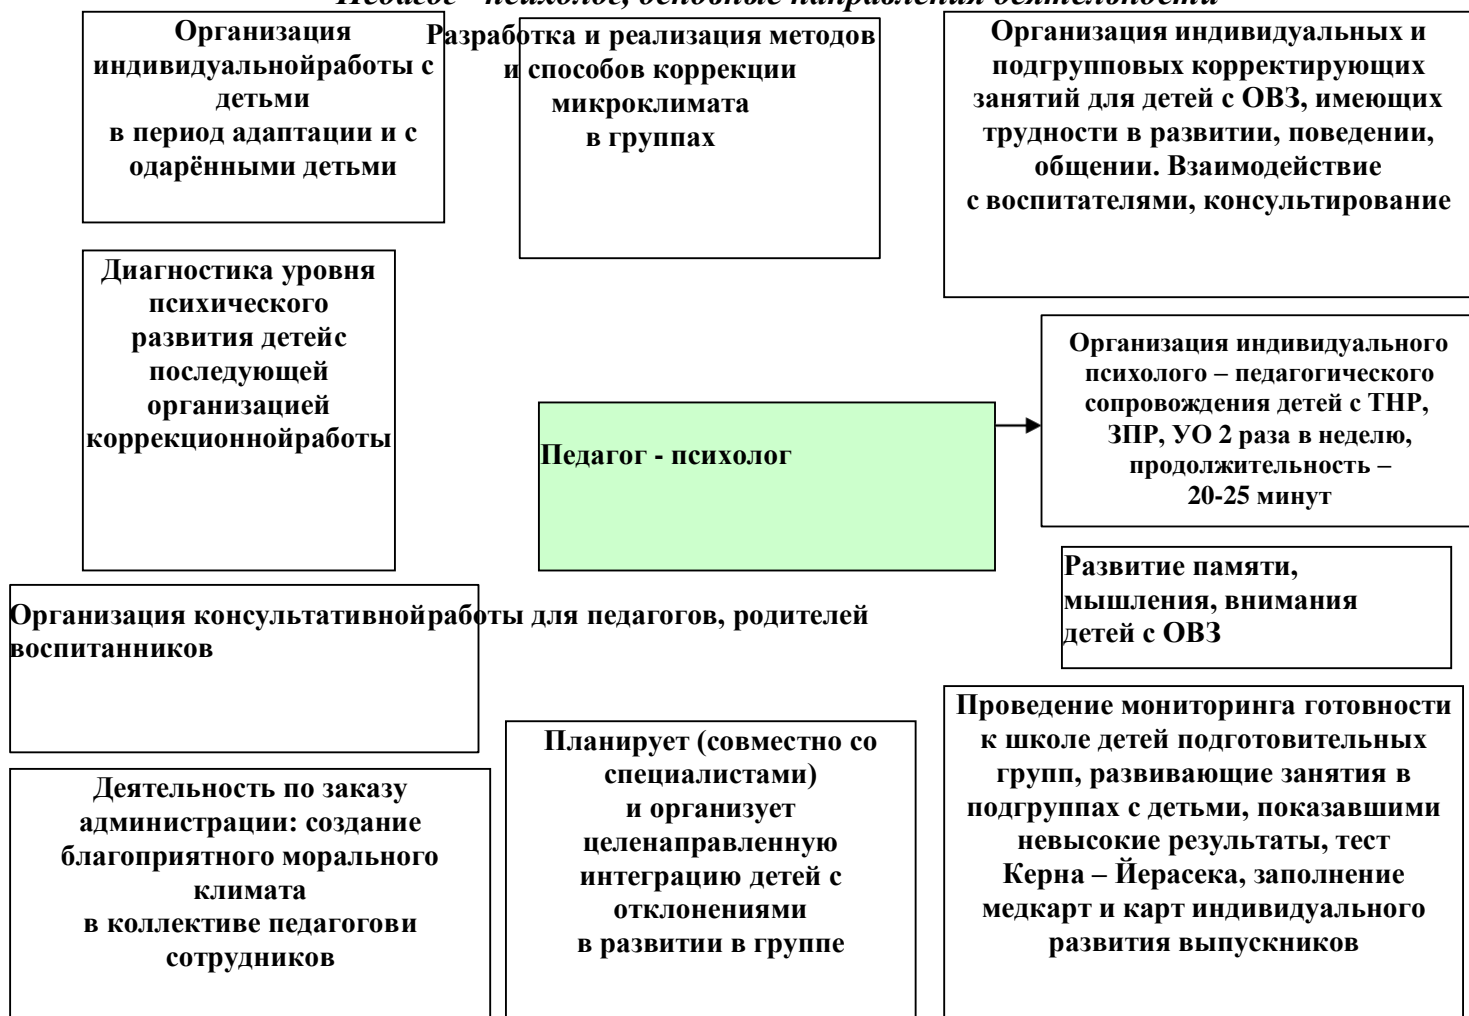 Педагог - психолог, основные направления деятельности
Организация
индивидуальнойработы с
детьми
в период адаптации и с
одарёнными детьми
Разработка и реализация методов
и способов коррекции
микроклимата
в группах
Организация индивидуальных и
подгрупповых корректирующих
занятий для детей с ОВЗ, имеющих
трудности в развитии, поведении,
общении. Взаимодействие
с воспитателями, консультирование
Диагностика уровня
психического
развития детейс
последующей
организацией
коррекционнойработы
Организация индивидуального
психолого – педагогического
сопровождения детей с ТНР,
ЗПР, УО 2 раза в неделю,
продолжительность –
20-25 минут
Педагог - психолог
Развитие памяти,
мышления, внимания
детей с ОВЗ
Организация консультативнойработы для педагогов, родителей
воспитанников
Деятельность по заказу
администрации: создание
благоприятного морального
климата
в коллективе педагогови
сотрудников
Планирует (совместно со
специалистами)
и организует
целенаправленную
интеграцию детей с
отклонениями
в развитии в группе
Проведение мониторинга готовности
к школе детей подготовительных
групп, развивающие занятия в
подгруппах с детьми, показавшими
невысокие результаты, тест
Керна – Йерасека, заполнение
медкарт и карт индивидуального
развития выпускников